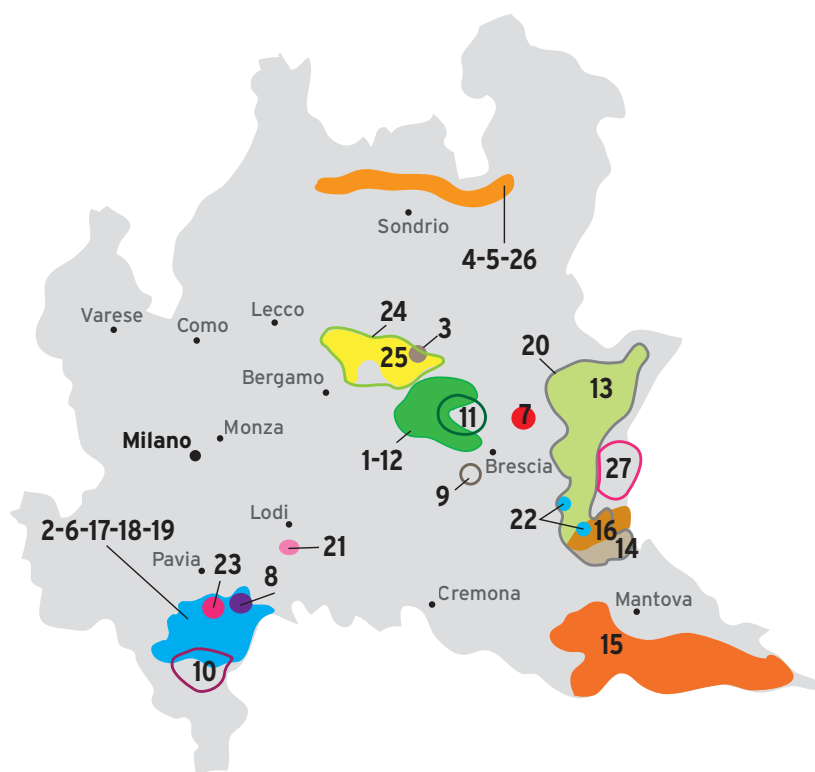 Sondrio
4-5-26
Varese
Como
Lecco
24
3
25
20
13
Bergamo
11
7
Milano
Monza
1-12
Brescia
27
9
2-6-17-18-19
Lodi
22
16
21
14
Pavia
23
8
Cremona
Mantova
15
10